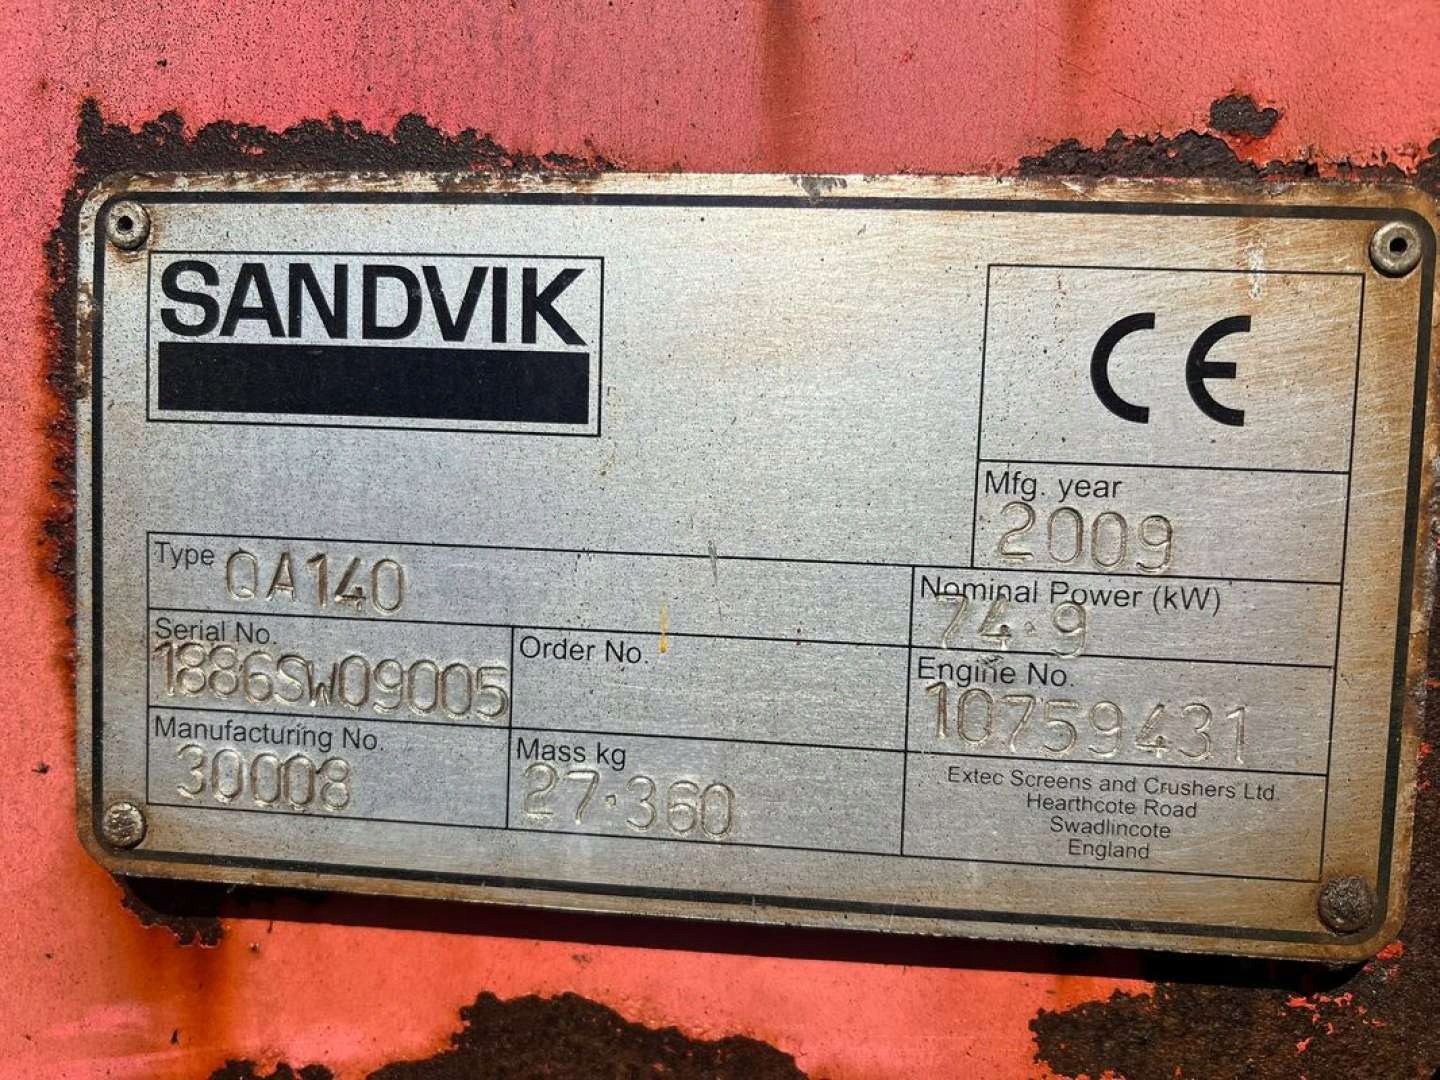 SANDVIK
CE
Mfg. year
2009
Type QA140
Nominal Power (kW)
74.9
Serial No.
1886SW09005
Order No.
Engine No.
10759431
Manufacturing No.
30008
Mass kg
27.360
Extec Screens and Crushers Ltd.
Hearthcote Road
Swadlincote
England